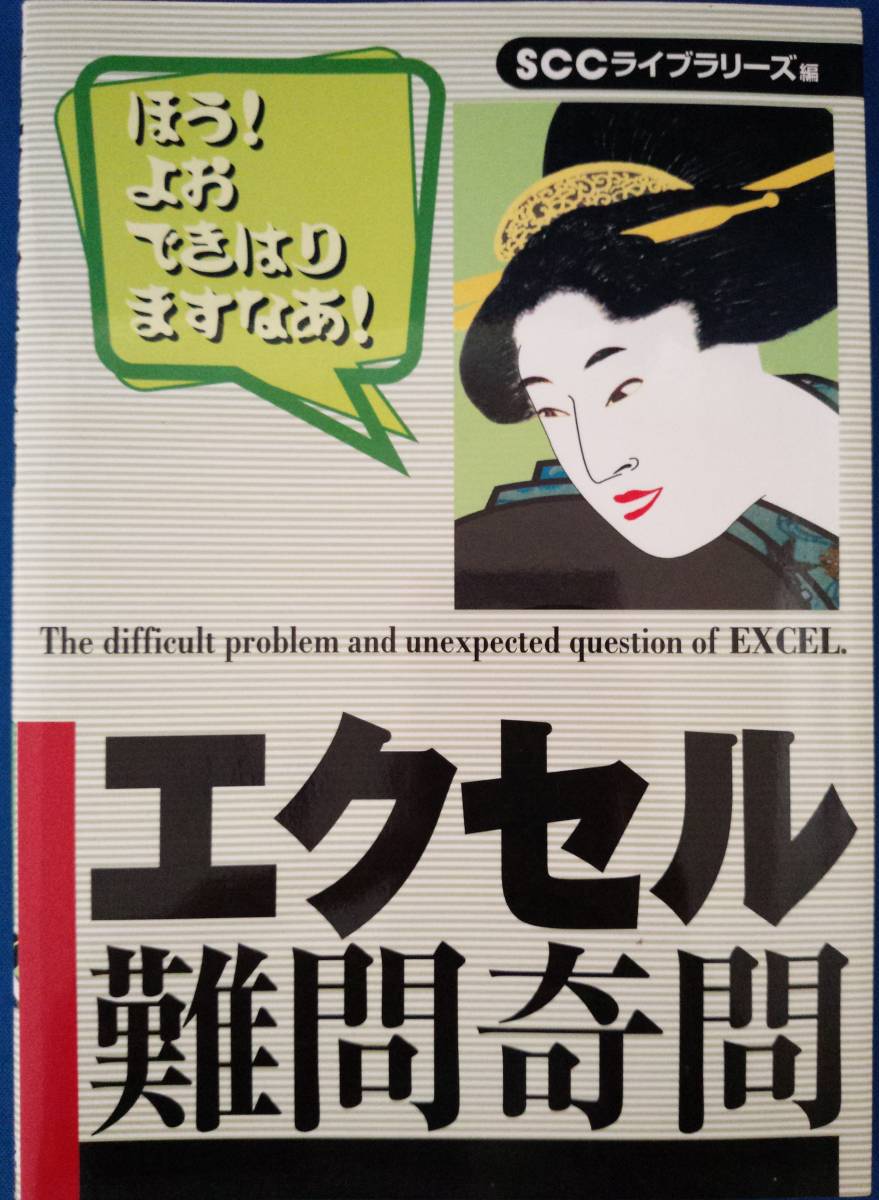 SCCライブラリーズ編
ほう!
よお
できはり
ますなあ!
The difficult problem and unexpected question of EXCEL.
エクセル
難問奇問